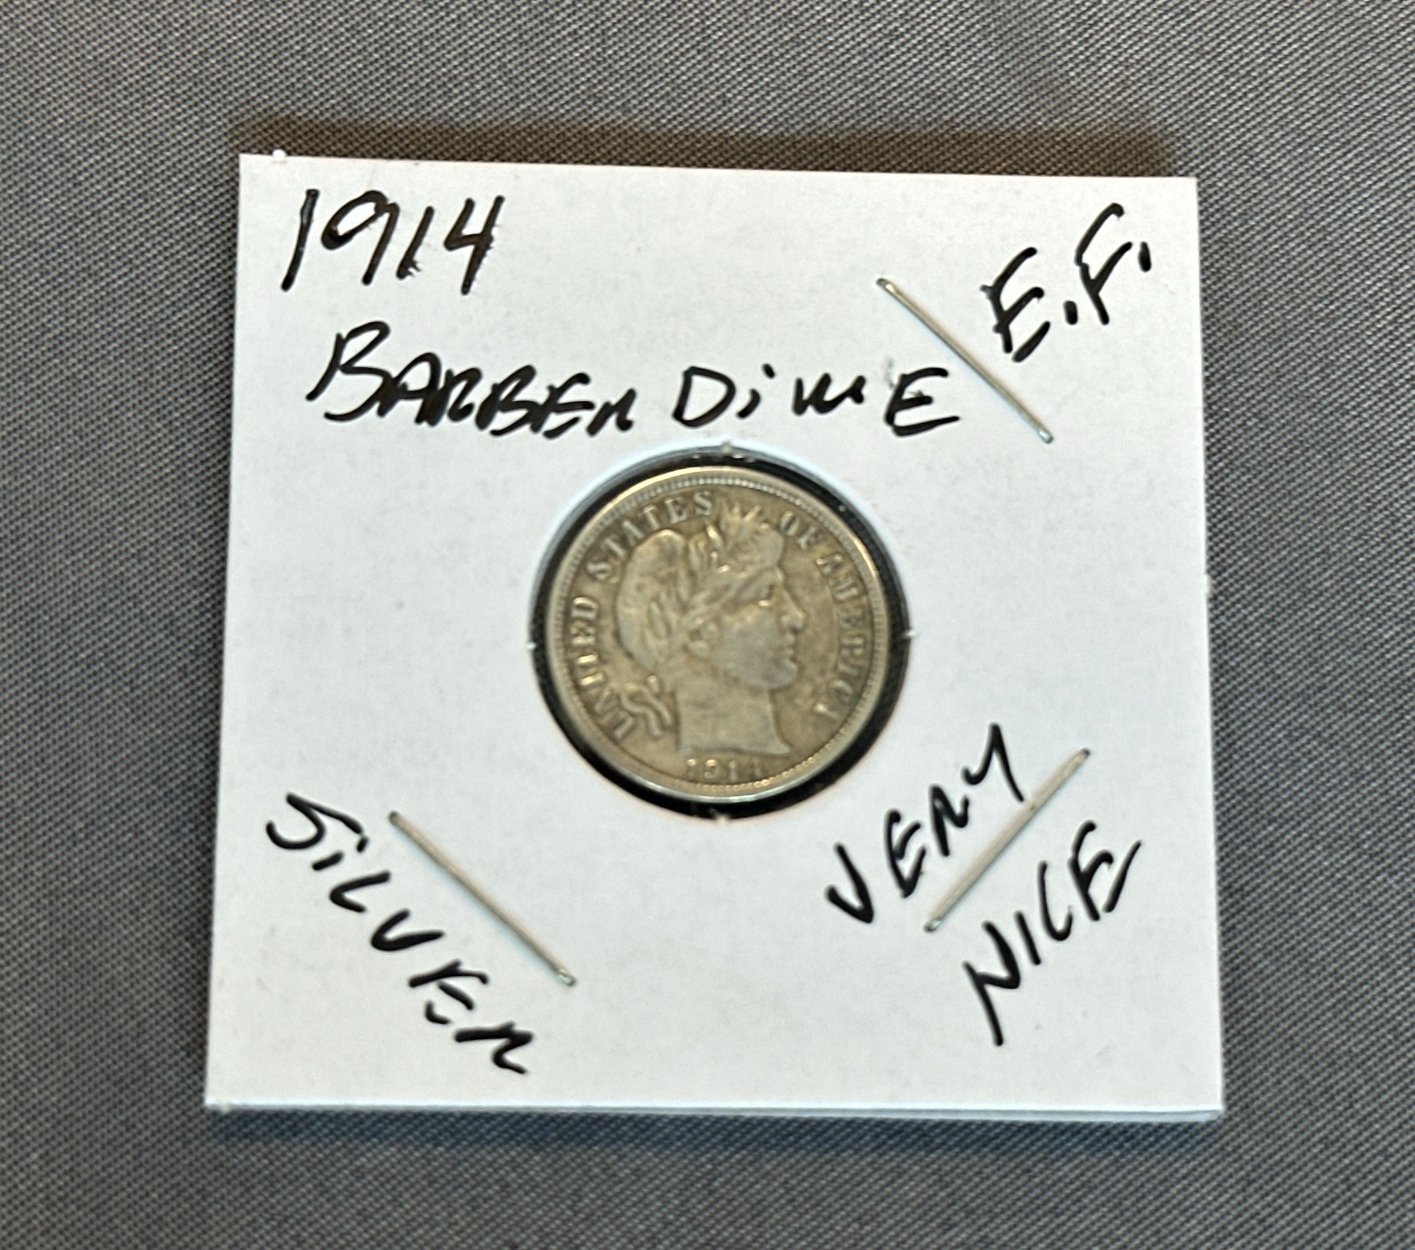 1914
E.F.
BARBER DiME
UNITED STATES OF AMERICA
1914
SiLVER
VERY
NICE